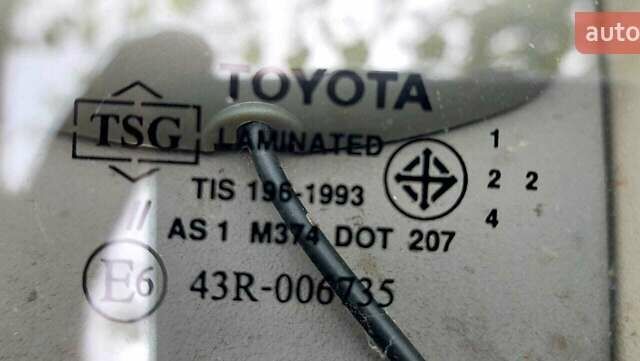 auto
TOYOTA
TSG
LAMINATED
1
TIS 196-1993
2 2
4
AS 1 M374 DOT 207
E6
43R-006735